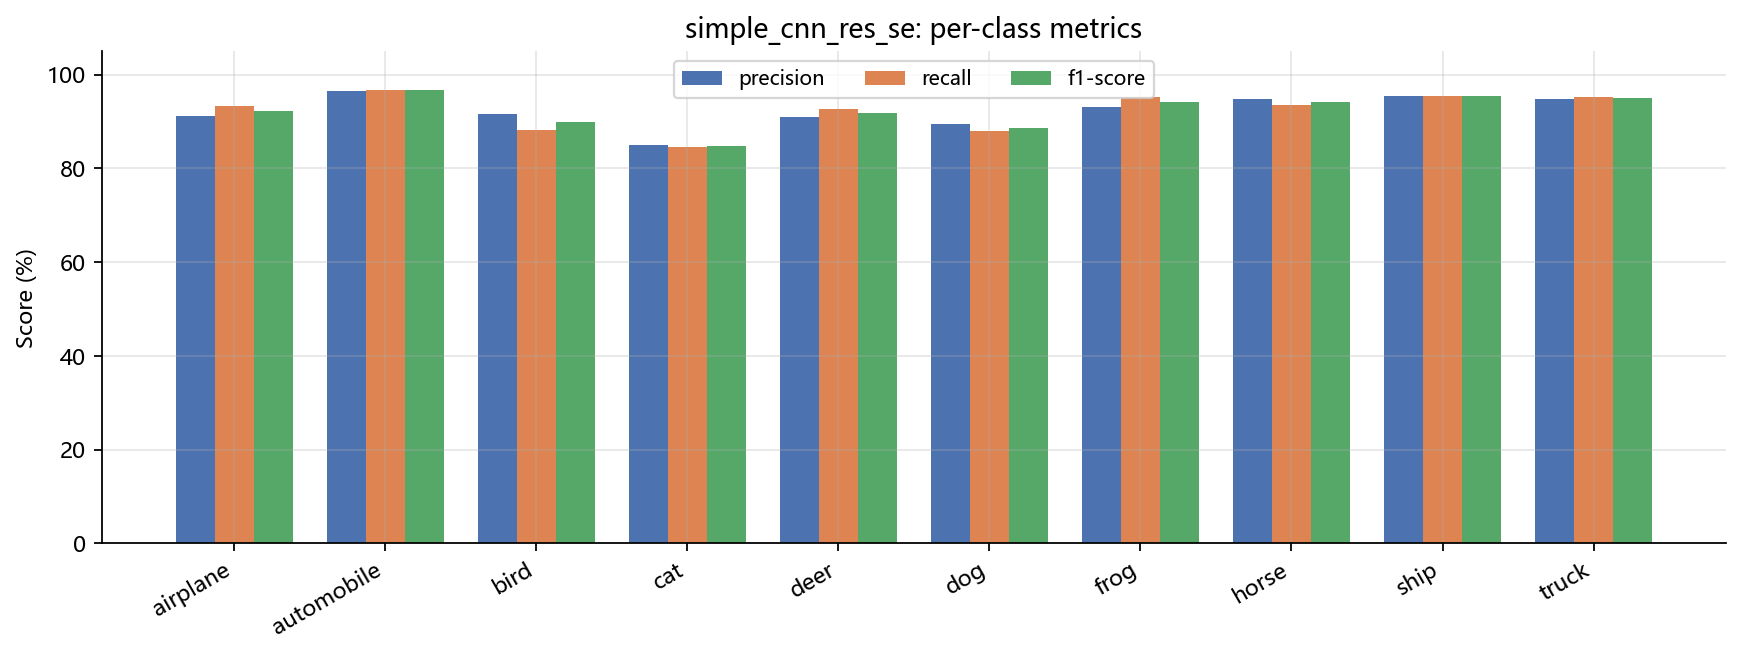 simple_cnn_res_se: per-class metrics
precision recall f1-score
Score (%)
100
80
60
40
20
0
airplane automobile bird cat deer dog frog horse ship truck